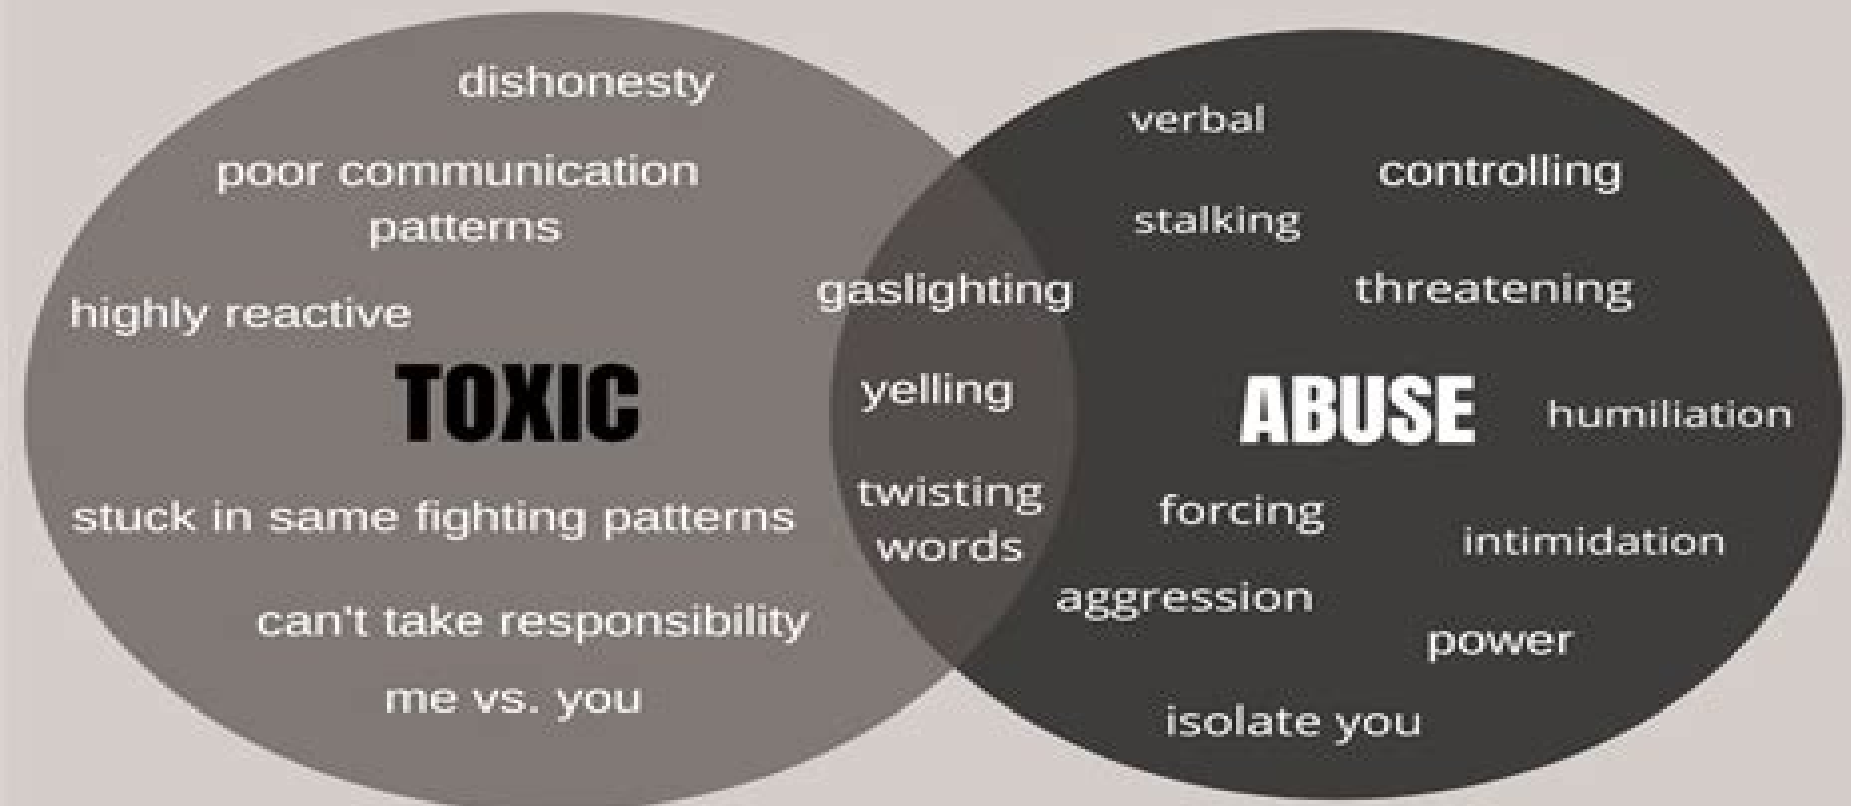 dishonesty
poor communication
patterns
highly reactive
TOXIC
stuck in same fighting patterns
can't take responsibility
me vs. you
gaslighting
yelling
twisting
words
verbal
controlling
stalking
threatening
ABUSE
humiliation
forcing
intimidation
aggression
power
isolate you